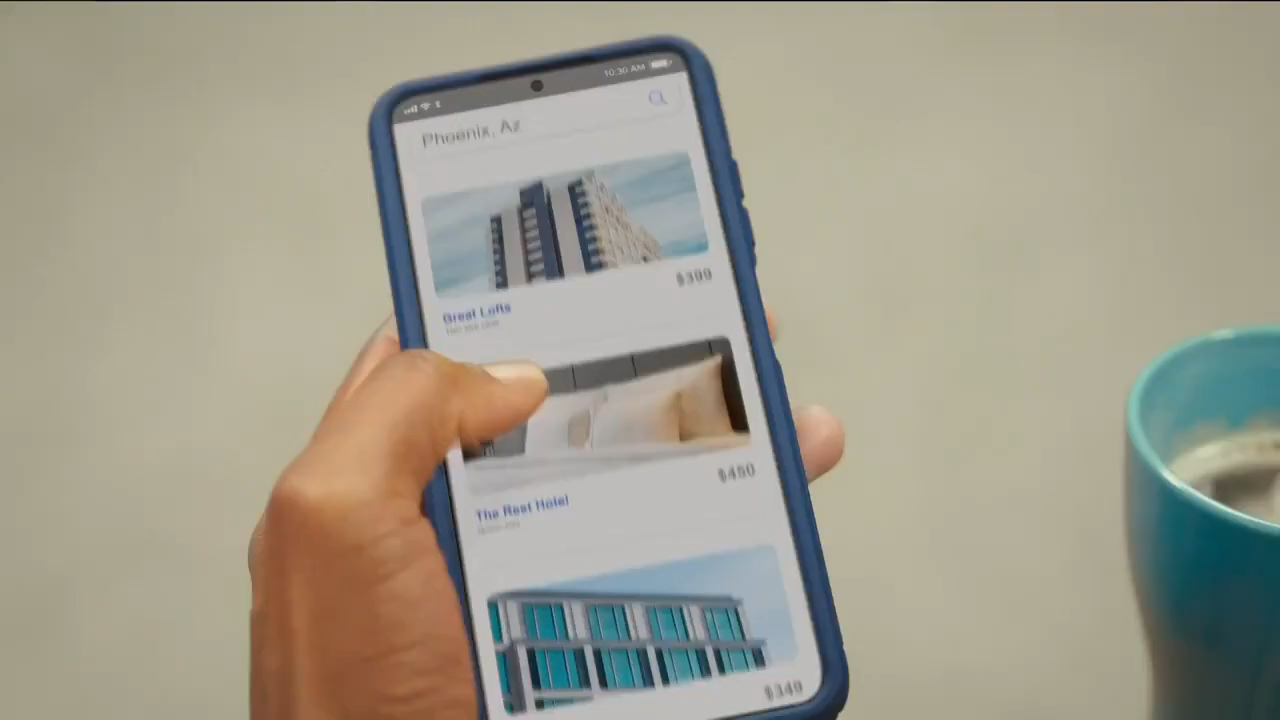 10:30 AM
Phoenix, Az
$399
Great Lofts
$450
The Rest Hotel
$349